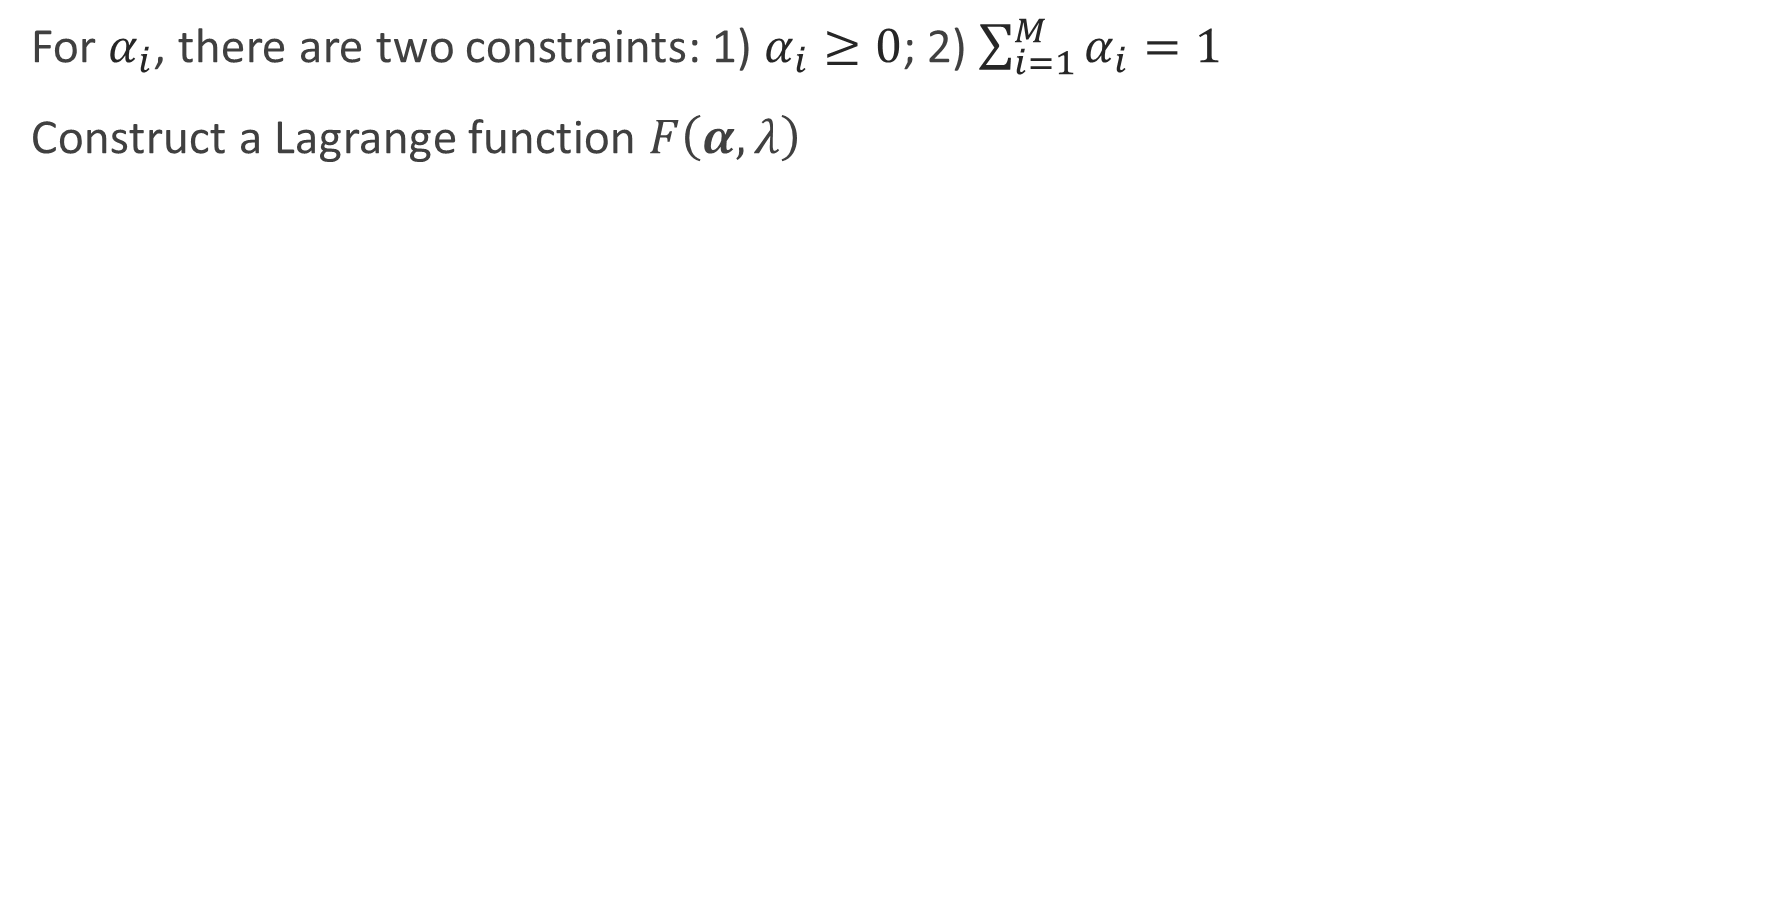 For αᵢ, there are two constraints: 1) αᵢ ≥ 0; 2) ∑ᵢ₌₁ᴹ αᵢ = 1
Construct a Lagrange function F(𝜶, λ)